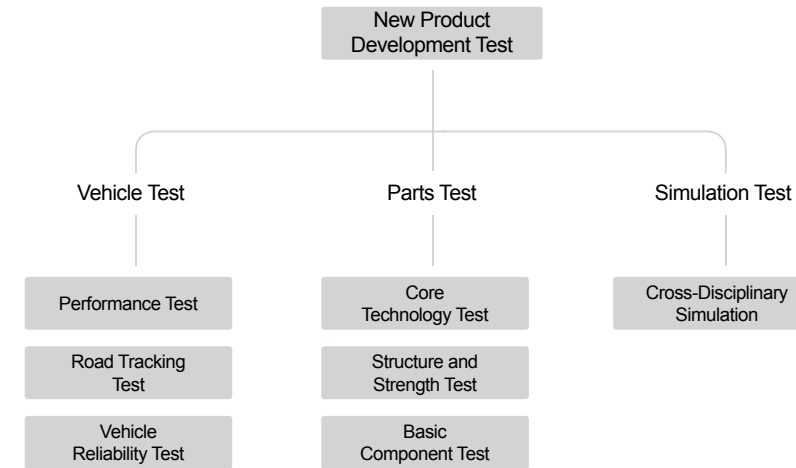 New Product
Development Test
Vehicle Test
Parts Test
Simulation Test
Performance Test
Core
Technology Test
Cross-Disciplinary
Simulation
Road Tracking
Test
Structure and
Strength Test
Vehicle
Reliability Test
Basic
Component Test